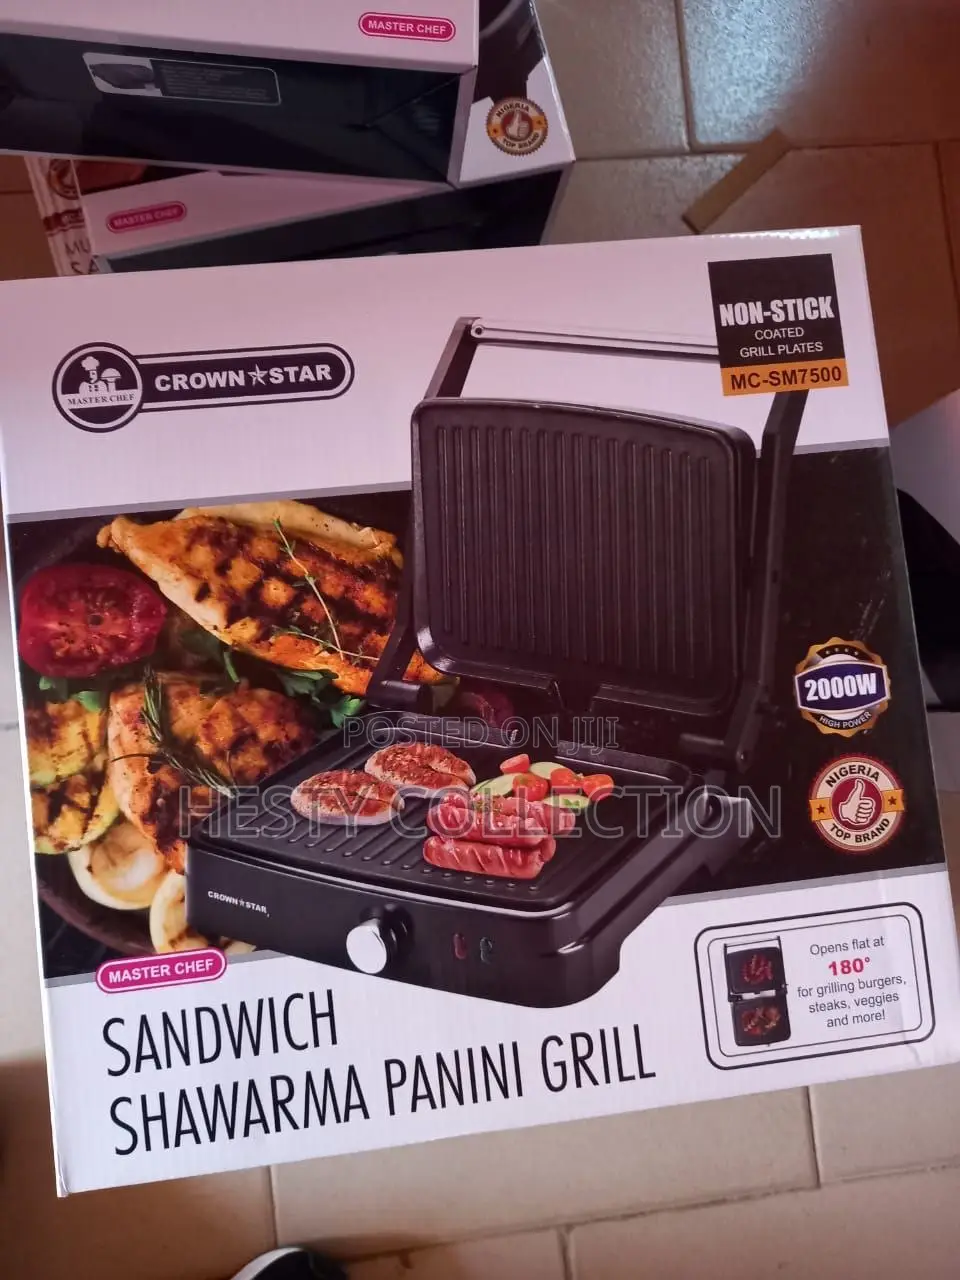 MASTER CHEF
NIGERIA
TOP BRAND
MASTER CHEF
NON-STICK
COATED
GRILL PLATES
MC-SM7500
MASTER CHEF
CROWN STAR
2000W
HIGH POWER
NIGERIA
TOP BRAND
POSTED ON JIJI
HESTY COLLECTION
CROWN STAR
MASTER CHEF
SANDWICH
SHAWARMA PANINI GRILL
Opens flat at
180°
for grilling burgers,
steaks, veggies
and more!